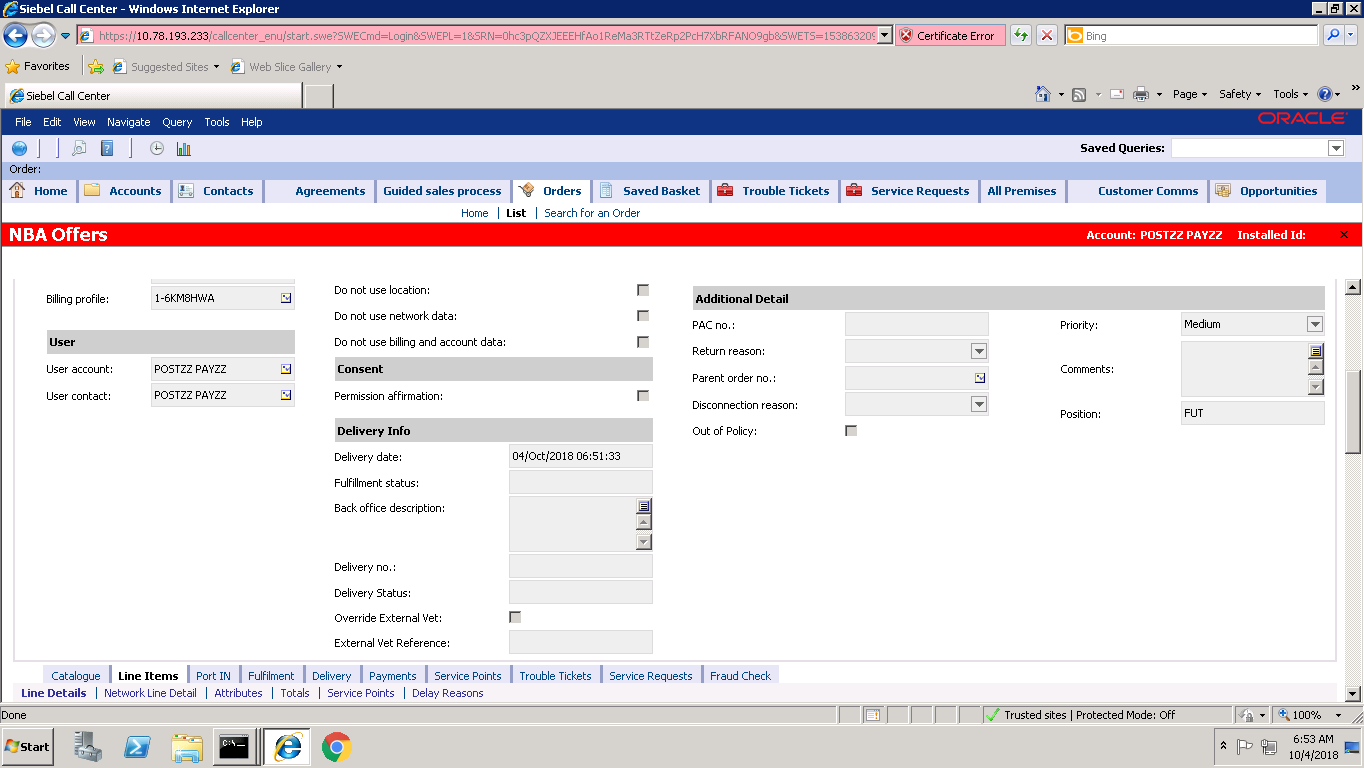 Siebel Call Center - Windows Internet Explorer
https://10.78.193.233/callcenter_enu/start.swe?SWECmd=Login&SWEPL=1&SRN=0hc3pQZXJEEEHfAo1ReMa3RTtZeRp2PcH7XbRFANO9gb&SWETS=153863209 Certificate Error Bing
Favorites Suggested Sites Web Slice Gallery
Siebel Call Center Page Safety Tools
File Edit View Navigate Query Tools Help ORACLE
Saved Queries:
Order:
Home Accounts Contacts Agreements Guided sales process Orders Saved Basket Trouble Tickets Service Requests All Premises Customer Comms Opportunities
Home List Search for an Order
NBA Offers Account: POSTZZ PAYZZ Installed Id:
Billing profile: 1-6KM8HWA
User
User account: POSTZZ PAYZZ
User contact: POSTZZ PAYZZ
Do not use location:
Do not use network data:
Do not use billing and account data:
Consent
Permission affirmation:
Delivery Info
Delivery date: 04/Oct/2018 06:51:33
Fulfillment status:
Back office description:
Delivery no.:
Delivery Status:
Override External Vet:
External Vet Reference:
Additional Detail
PAC no.:
Return reason:
Parent order no.:
Disconnection reason:
Out of Policy:
Priority: Medium
Comments:
Position: FUT
Catalogue Line Items Port IN Fulfilment Delivery Payments Service Points Trouble Tickets Service Requests Fraud Check
Line Details Network Line Detail Attributes Totals Service Points Delay Reasons
Done Trusted sites | Protected Mode: Off 100%
Start C:\ 6:53 AM
10/4/2018